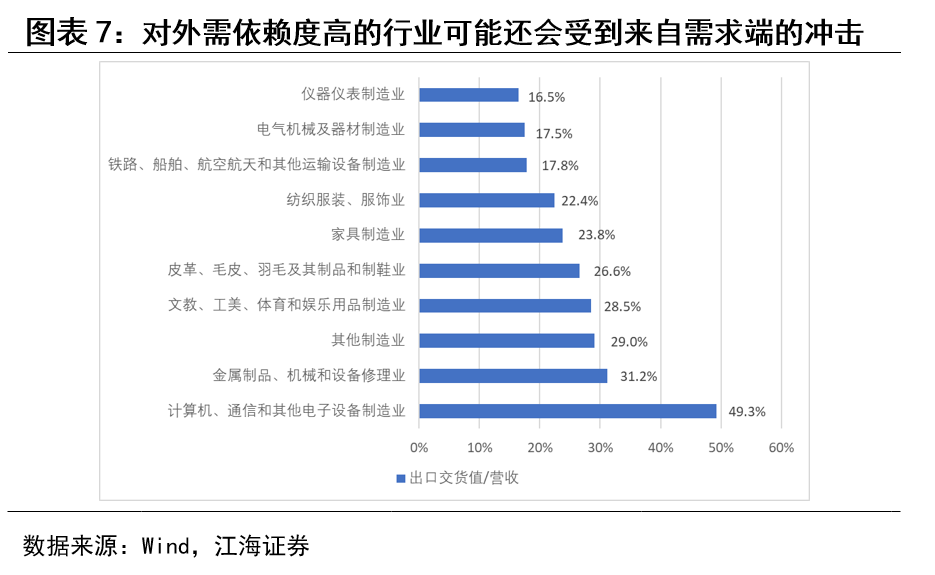 图表 7：对外需依赖度高的行业可能还会受到来自需求端的冲击
仪器仪表制造业 16.5%
电气机械及器材制造业 17.5%
铁路、船舶、航空航天和其他运输设备制造业 17.8%
纺织服装、服饰业 22.4%
家具制造业 23.8%
皮革、毛皮、羽毛及其制品和制鞋业 26.6%
文教、工美、体育和娱乐用品制造业 28.5%
其他制造业 29.0%
金属制品、机械和设备修理业 31.2%
计算机、通信和其他电子设备制造业 49.3%
0% 10% 20% 30% 40% 50% 60%
出口交货值/营收
数据来源：Wind，江海证券